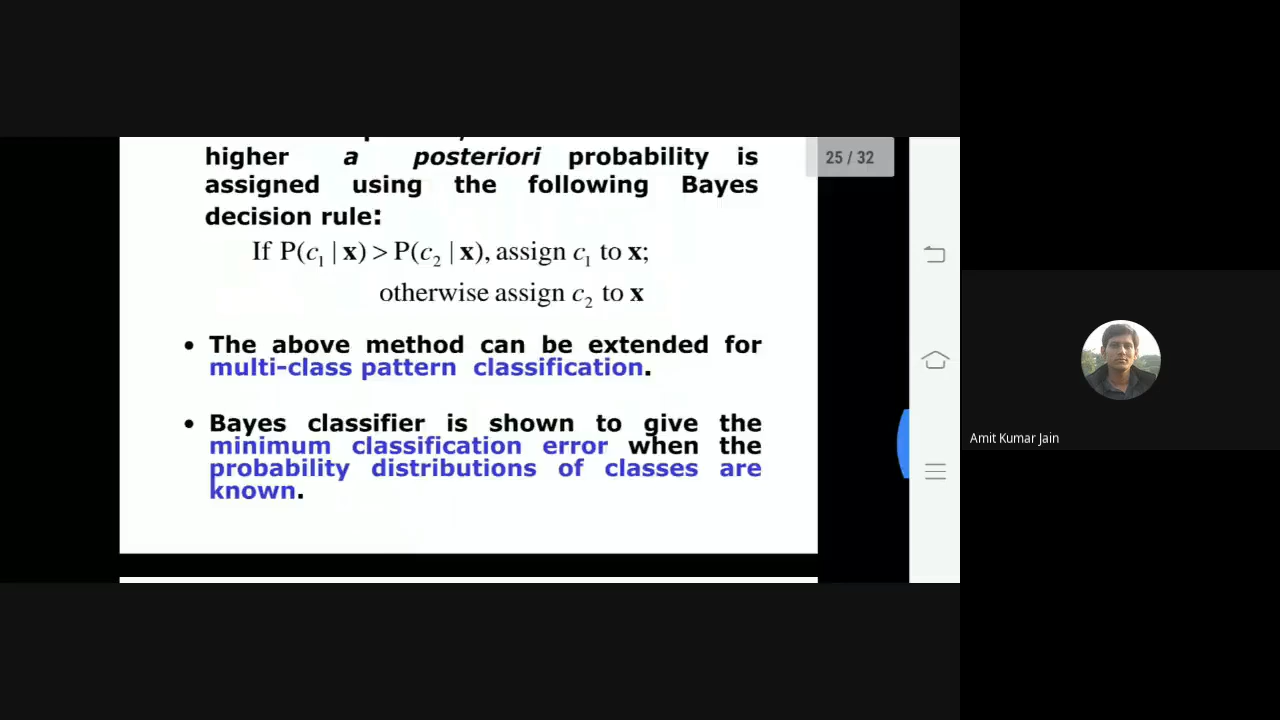 higher a posteriori probability is
assigned using the following Bayes
decision rule:
If P(c₁ | x) > P(c₂ | x), assign c₁ to x;
otherwise assign c₂ to x
• The above method can be extended for
multi-class pattern classification.
• Bayes classifier is shown to give the
minimum classification error when the
probability distributions of classes are
known.
25 / 32
Amit Kumar Jain